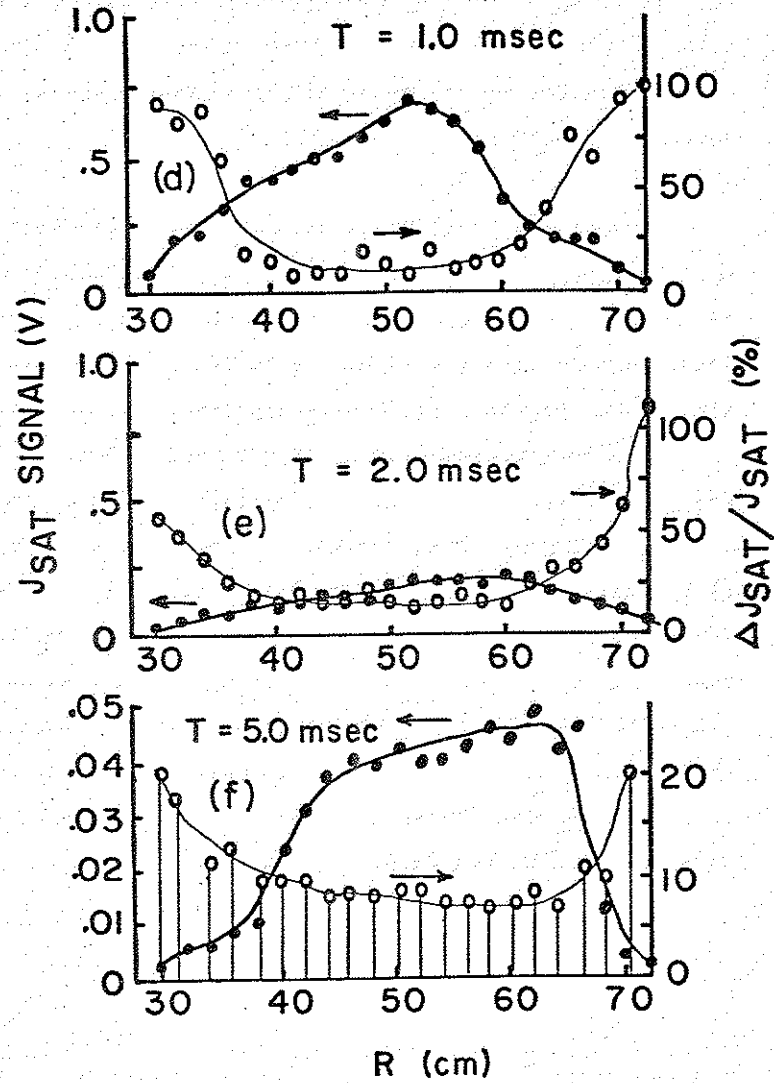 T = 1.0 msec
1.0
.5
0
(d)
100
50
0
30 40 50 60 70
T = 2.0 msec
1.0
.5
0
(e)
100
50
0
30 40 50 60 70
T = 5.0 msec
.05
.04
.03
.02
.01
0
(f)
20
10
0
30 40 50 60 70
JSAT SIGNAL (V)
ΔJSAT/JSAT (%)
R (cm)